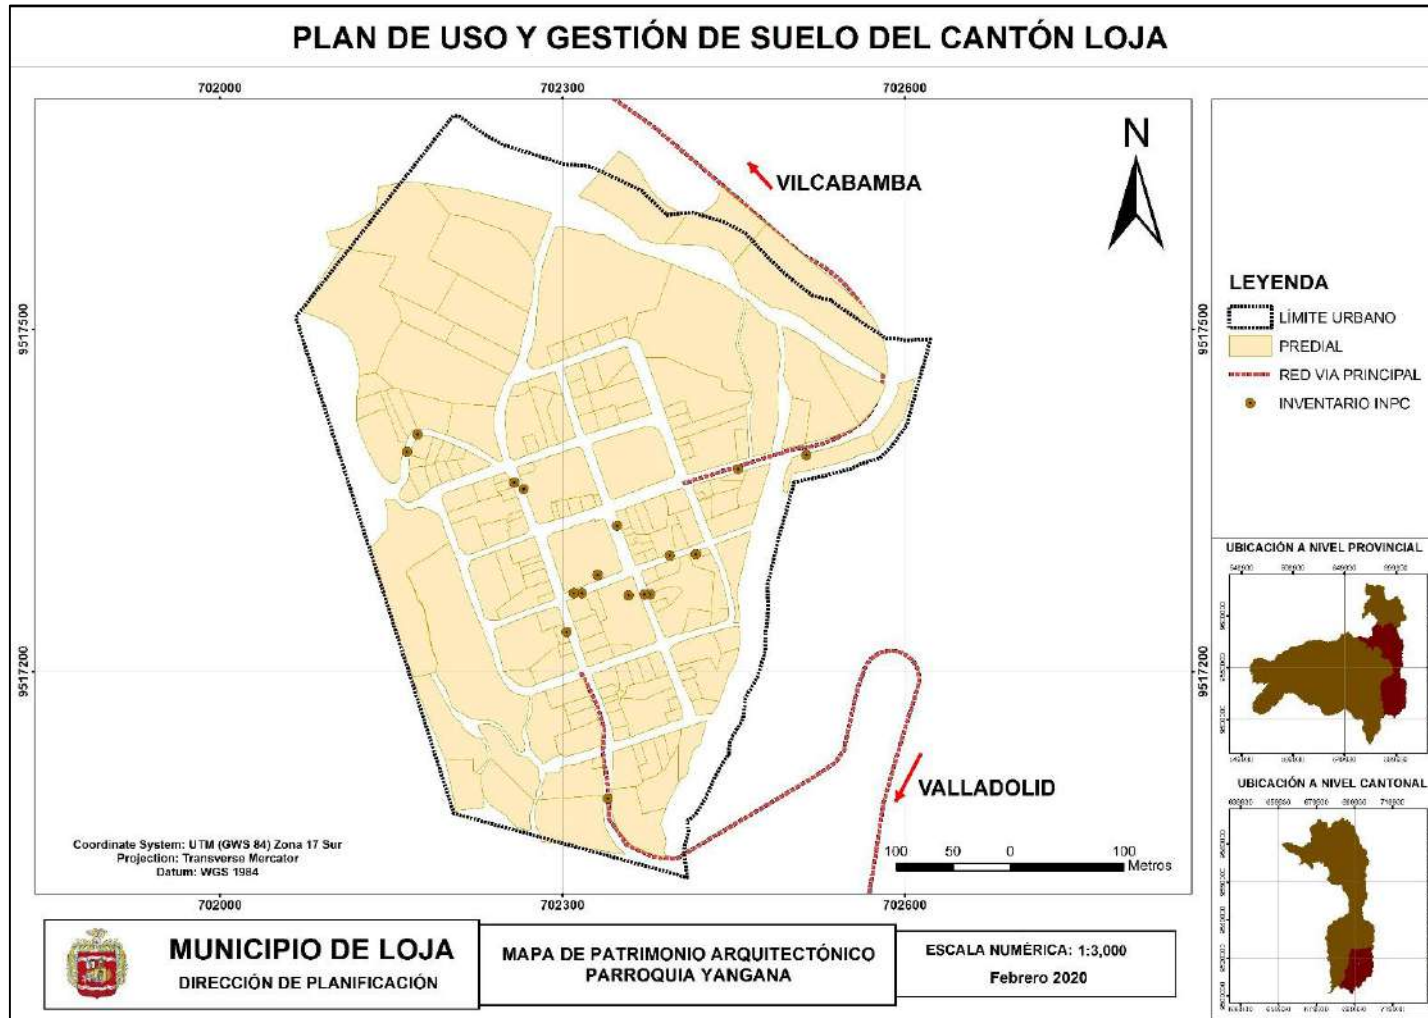 PLAN DE USO Y GESTIÓN DE SUELO DEL CANTÓN LOJA
702000
702300
702600
VILCABAMBA
N
9517500
9517500
LEYENDA
LÍMITE URBANO
PREDIAL
RED VIA PRINCIPAL
INVENTARIO INPC
UBICACIÓN A NIVEL PROVINCIAL
9517200
9517200
VALLADOLID
UBICACIÓN A NIVEL CANTONAL
Coordinate System: UTM (GWS 84) Zona 17 Sur
Projection: Transverse Mercator
Datum: WGS 1984
100 50 0 100
Metros
702000
702300
702600
MUNICIPIO DE LOJA
DIRECCIÓN DE PLANIFICACIÓN
MAPA DE PATRIMONIO ARQUITECTÓNICO
PARROQUIA YANGANA
ESCALA NUMÉRICA: 1:3,000
Febrero 2020